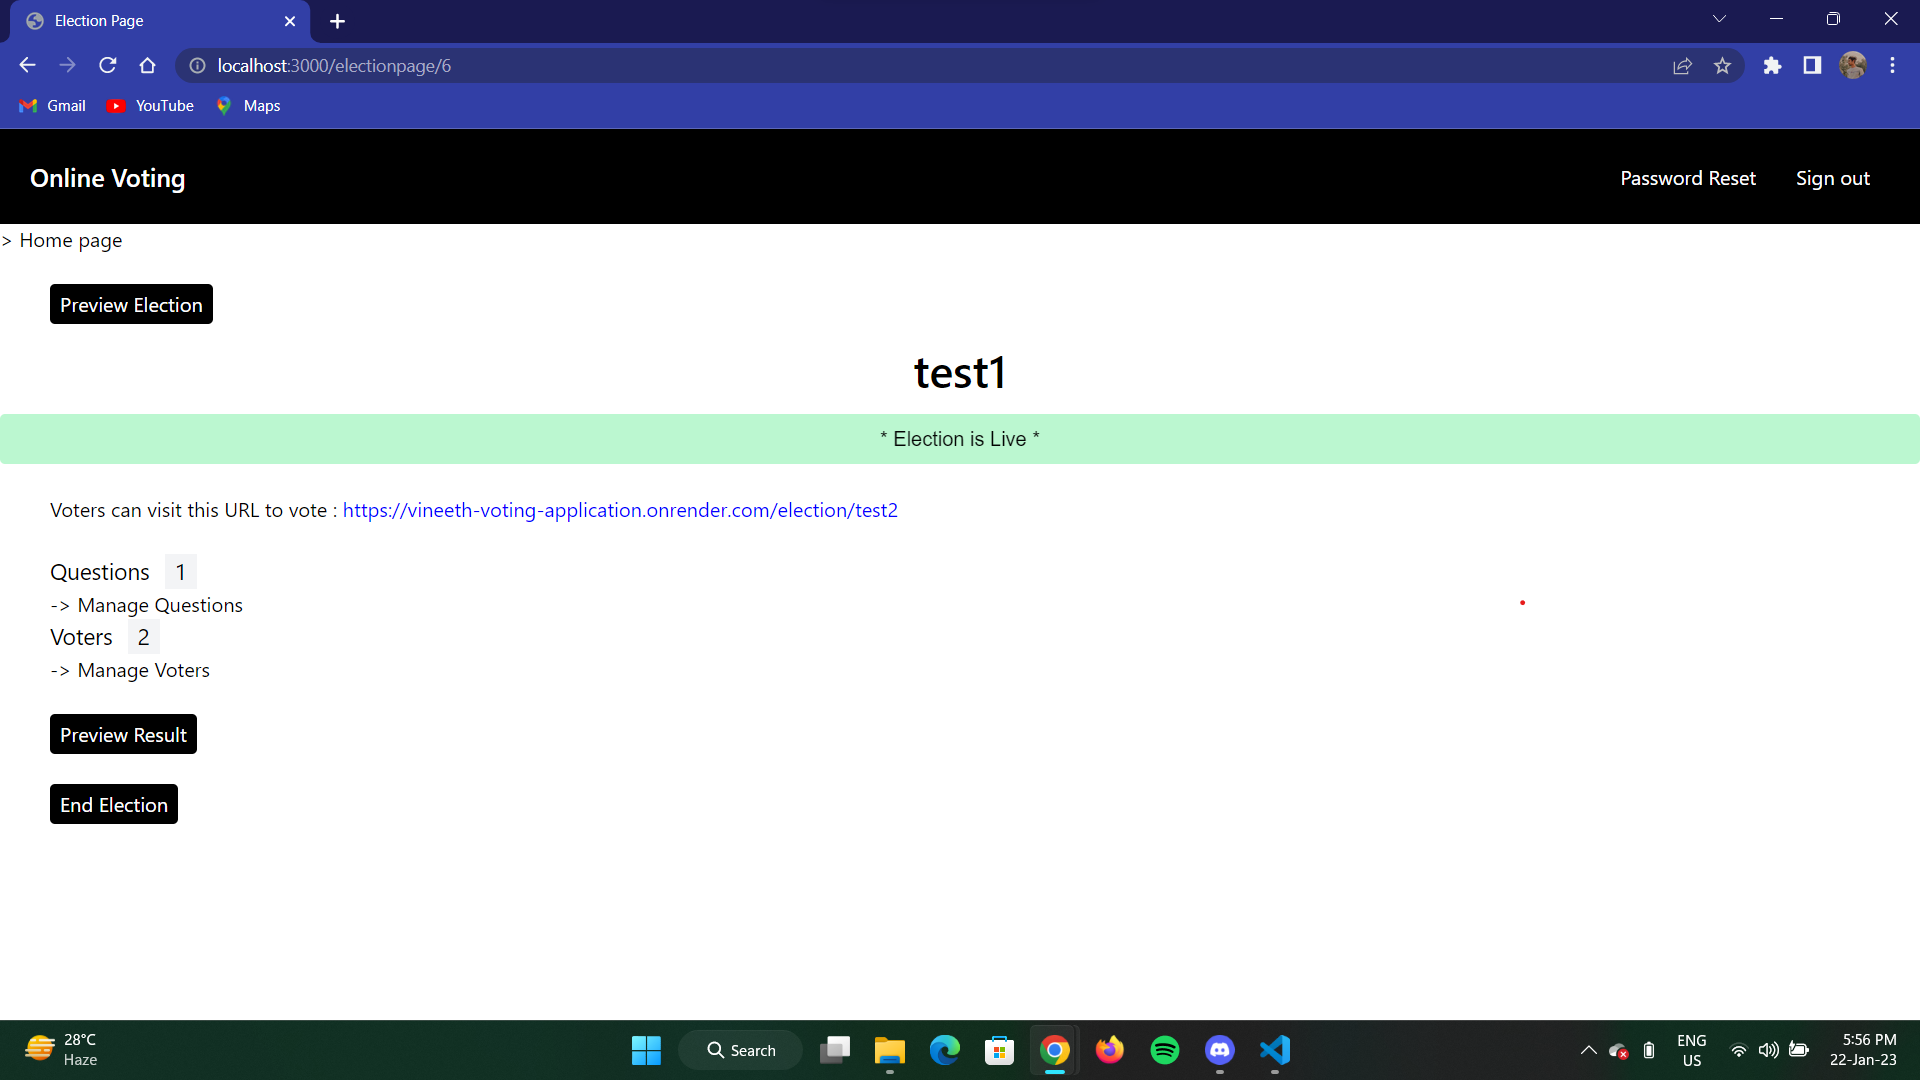 Election Page
localhost:3000/electionpage/6
Gmail YouTube Maps
Online Voting Password Reset Sign out
> Home page
Preview Election
test1
* Election is Live *
Voters can visit this URL to vote : https://vineeth-voting-application.onrender.com/election/test2
Questions 1
-> Manage Questions
Voters 2
-> Manage Voters
Preview Result
End Election
28°C
Haze
Search
ENG
US
5:56 PM
22-Jan-23